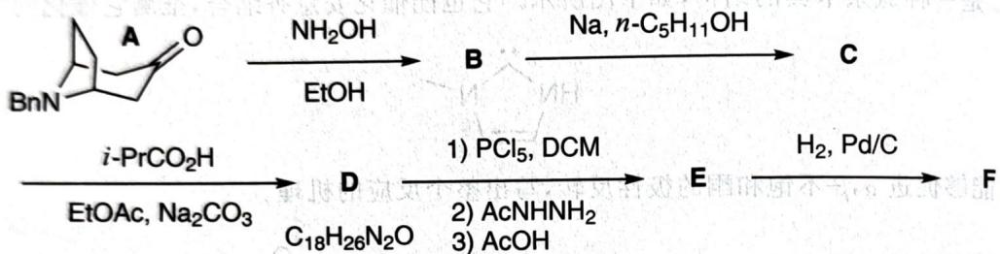 A O BnN NH₂OH EtOH B Na, n-C₅H₁₁OH C
i-PrCO₂H EtOAc, Na₂CO₃ D C₁₈H₂₆N₂O 1) PCl₅, DCM 2) AcNHNH₂ 3) AcOH E H₂, Pd/C F